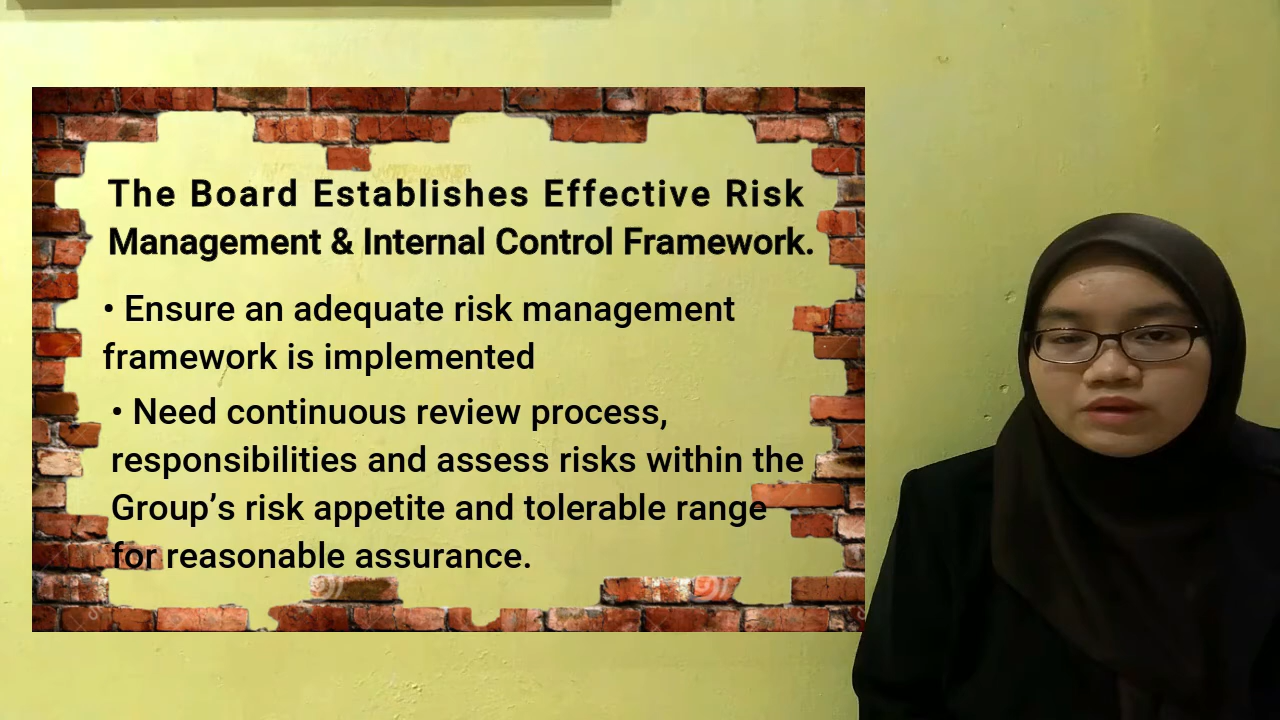 The Board Establishes Effective Risk
Management & Internal Control Framework.
• Ensure an adequate risk management
framework is implemented
• Need continuous review process,
responsibilities and assess risks within the
Group’s risk appetite and tolerable range
for reasonable assurance.